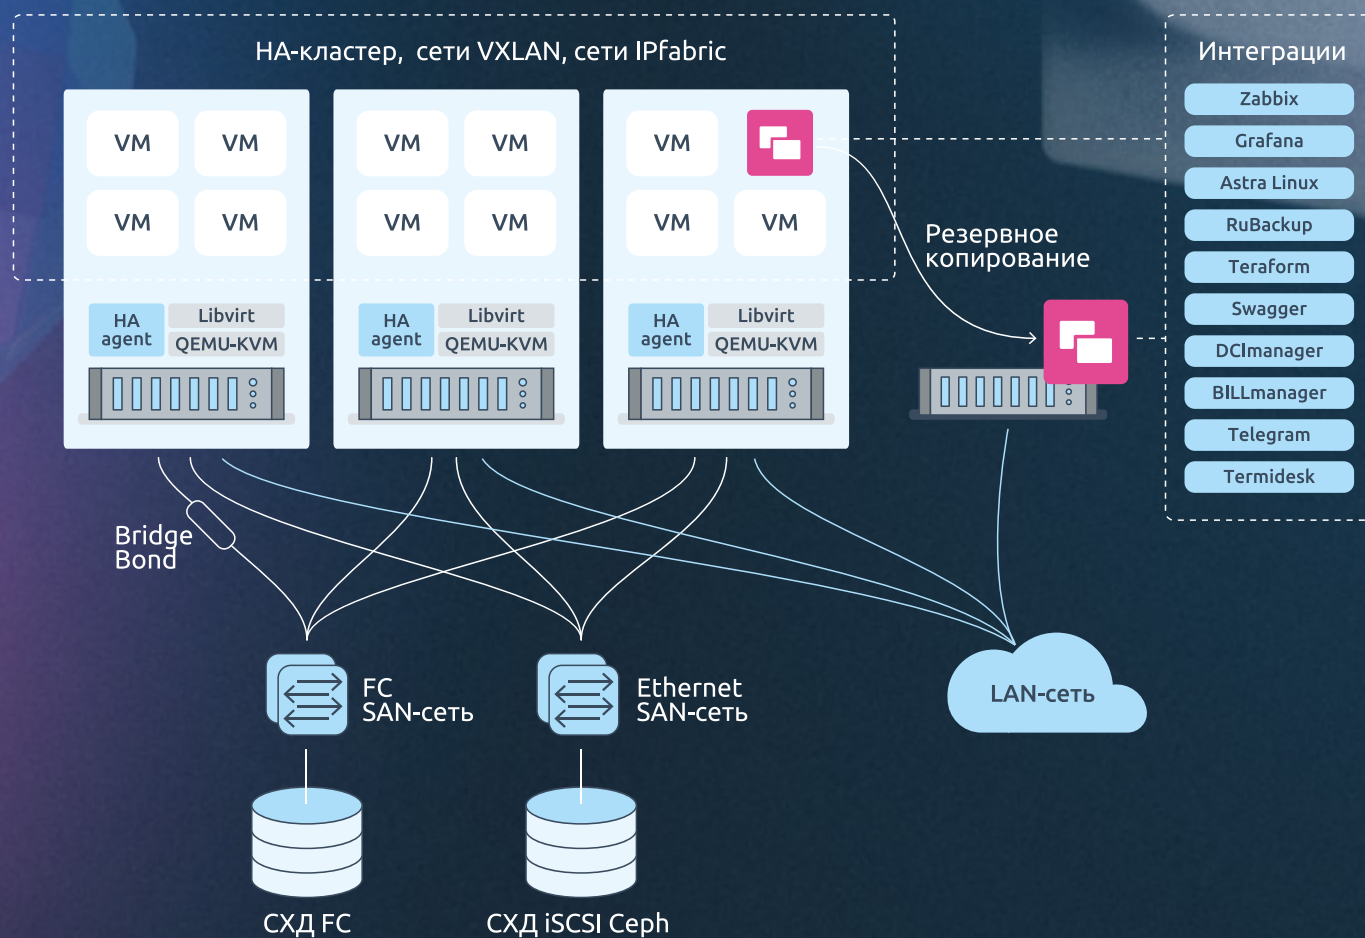 НА-кластер, сети VXLAN, сети IPfabric
VM VM
VM VM
HA agent
Libvirt
QEMU-KVM
VM VM
VM VM
HA agent
Libvirt
QEMU-KVM
VM
VM VM
HA agent
Libvirt
QEMU-KVM
Резервное
копирование
Интеграции
Zabbix
Grafana
Astra Linux
RuBackup
Teraform
Swagger
DCImanager
BILLmanager
Telegram
Termidesk
Bridge
Bond
FC
SAN-сеть
Ethernet
SAN-сеть
LAN-сеть
СХД FC
СХД iSCSI Ceph